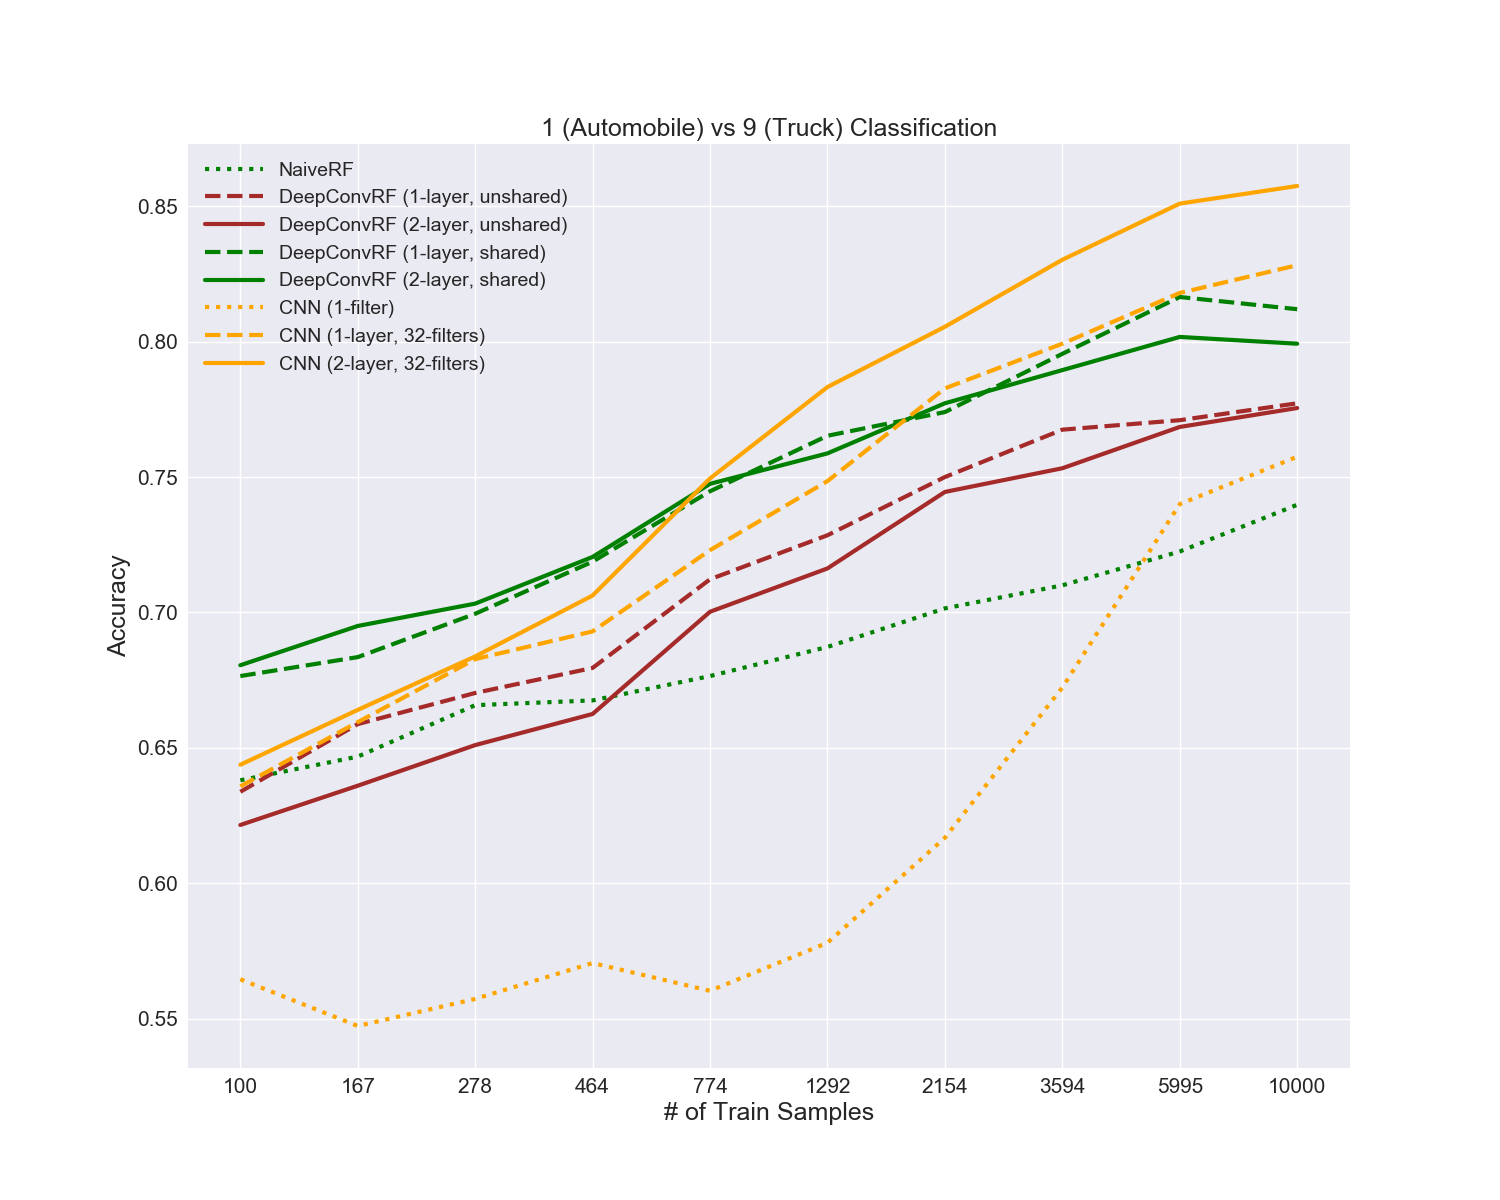 1 (Automobile) vs 9 (Truck) Classification
NaiveRF
DeepConvRF (1-layer, unshared)
DeepConvRF (2-layer, unshared)
DeepConvRF (1-layer, shared)
DeepConvRF (2-layer, shared)
CNN (1-filter)
CNN (1-layer, 32-filters)
CNN (2-layer, 32-filters)
0.85
0.80
0.75
0.70
0.65
0.60
0.55
Accuracy
100 167 278 464 774 1292 2154 3594 5995 10000
# of Train Samples